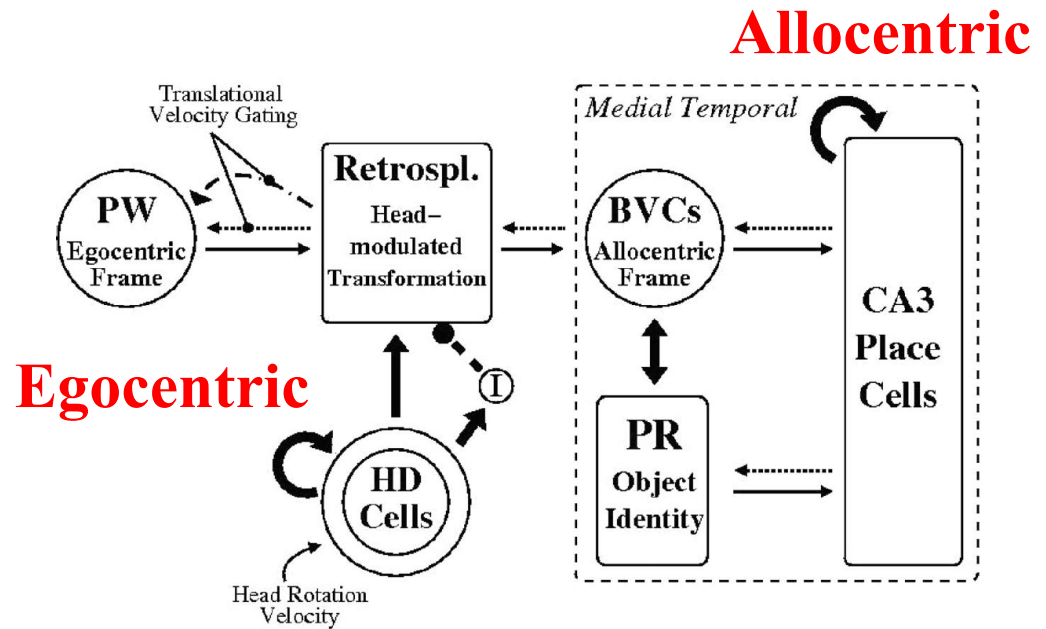 Allocentric
Translational
Velocity Gating
Medial Temporal
PW
Egocentric
Frame
Retrospl.
Head–
modulated
Transformation
BVCs
Allocentric
Frame
CA3
Place
Cells
Egocentric
I
HD
Cells
PR
Object
Identity
Head Rotation
Velocity